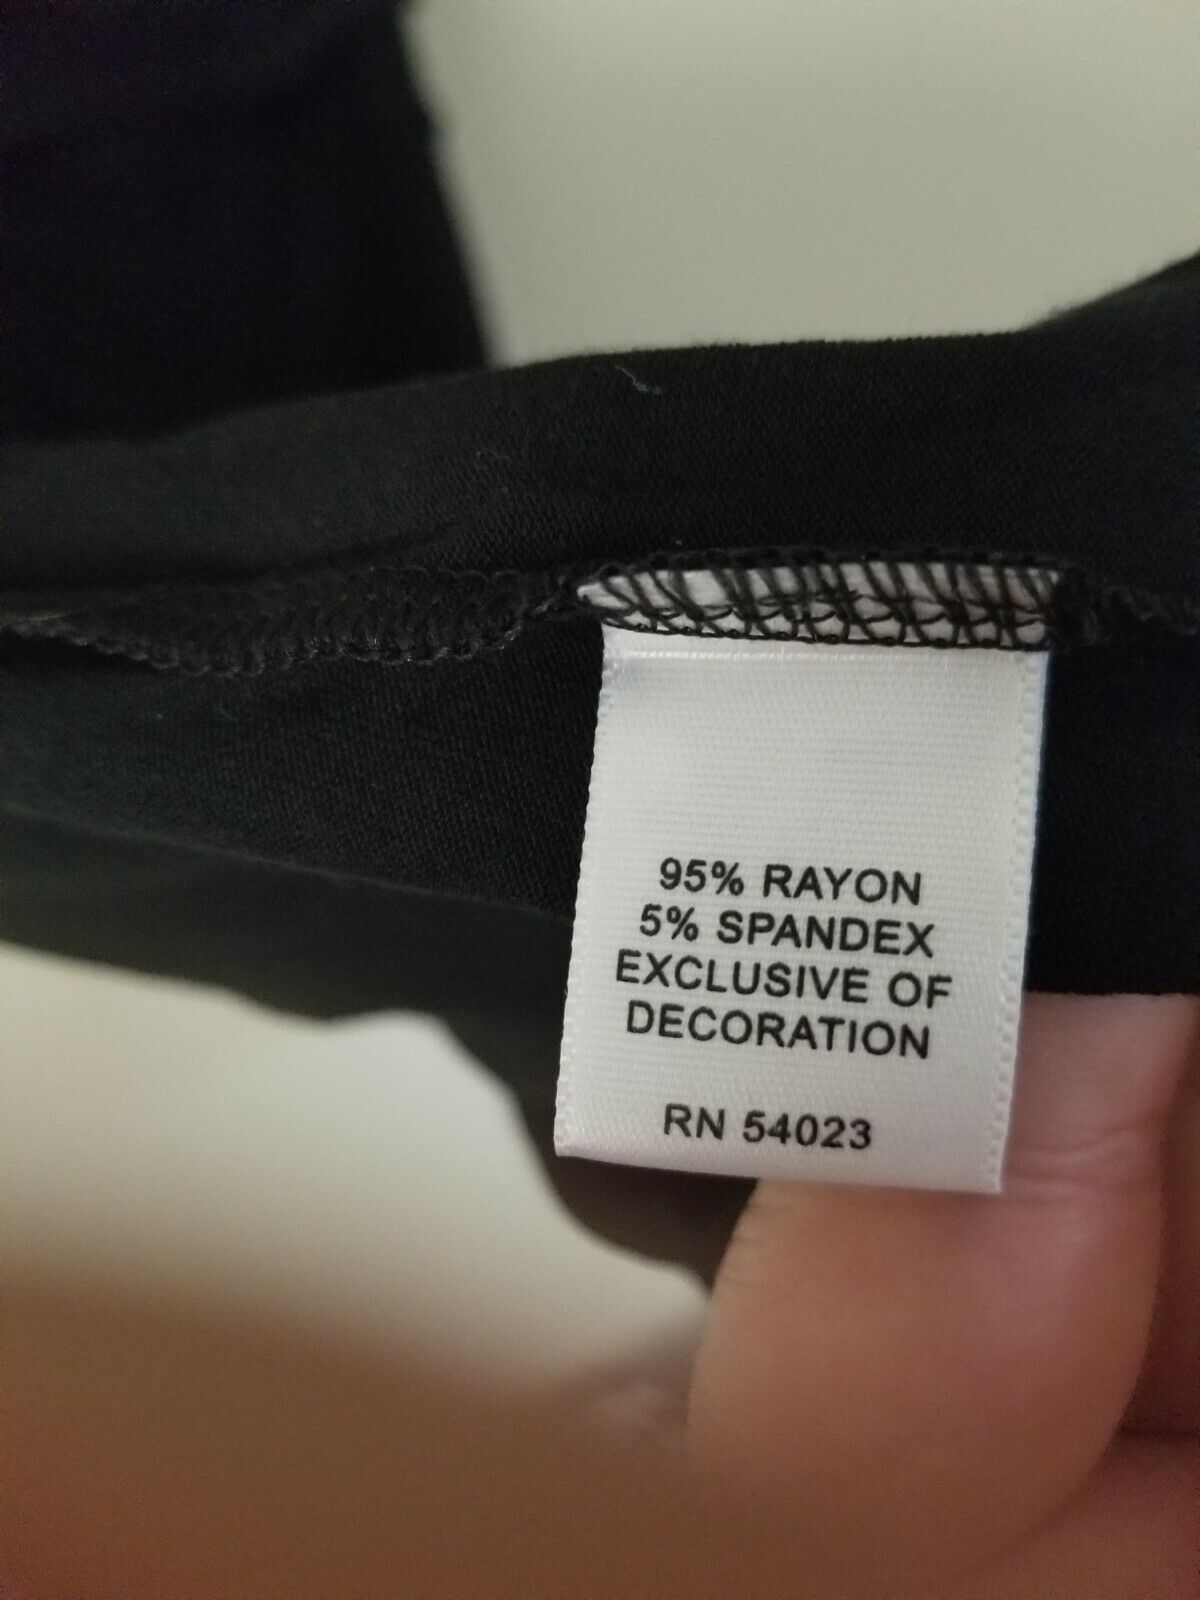 95% RAYON
5% SPANDEX
EXCLUSIVE OF
DECORATION
RN 54023